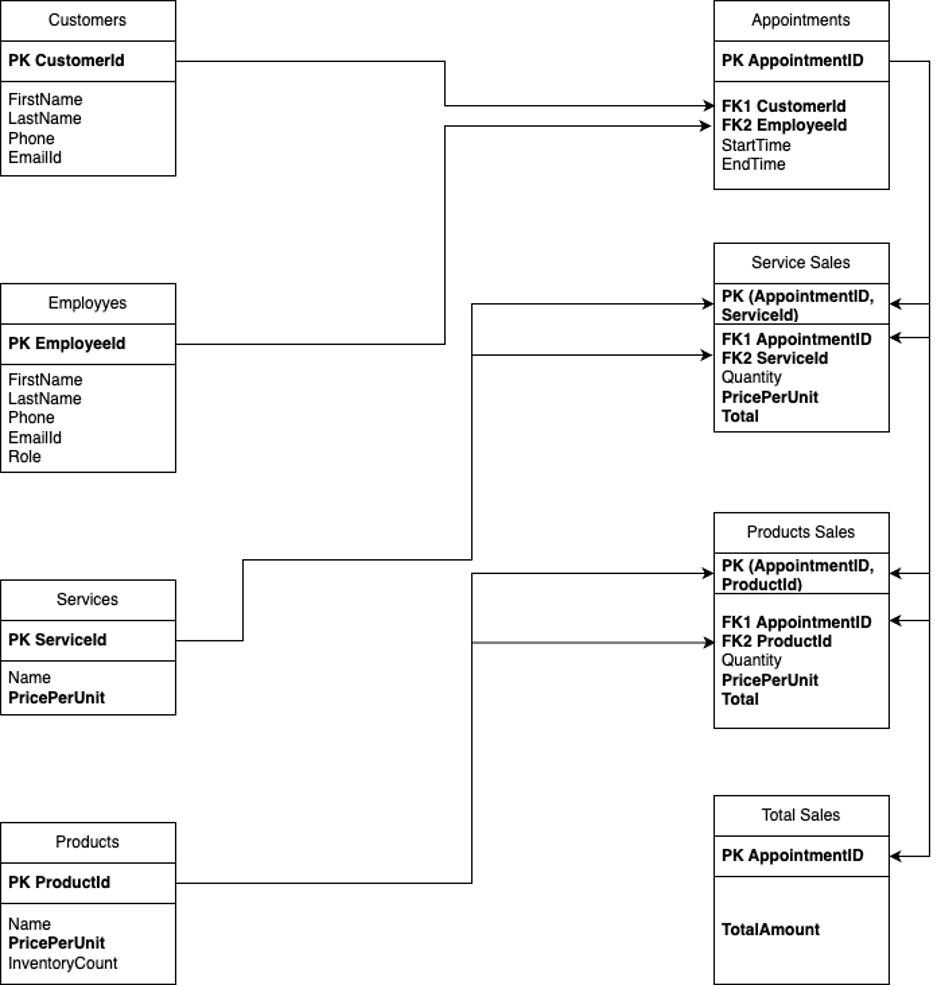 Customers
PK CustomerId
FirstName
LastName
Phone
EmailId
Employyes
PK EmployeeId
FirstName
LastName
Phone
EmailId
Role
Services
PK ServiceId
Name
PricePerUnit
Products
PK ProductId
Name
PricePerUnit
InventoryCount
Appointments
PK AppointmentID
FK1 CustomerId
FK2 EmployeeId
StartTime
EndTime
Service Sales
PK (AppointmentID,
ServiceId)
FK1 AppointmentID
FK2 ServiceId
Quantity
PricePerUnit
Total
Products Sales
PK (AppointmentID,
ProductId)
FK1 AppointmentID
FK2 ProductId
Quantity
PricePerUnit
Total
Total Sales
PK AppointmentID
TotalAmount